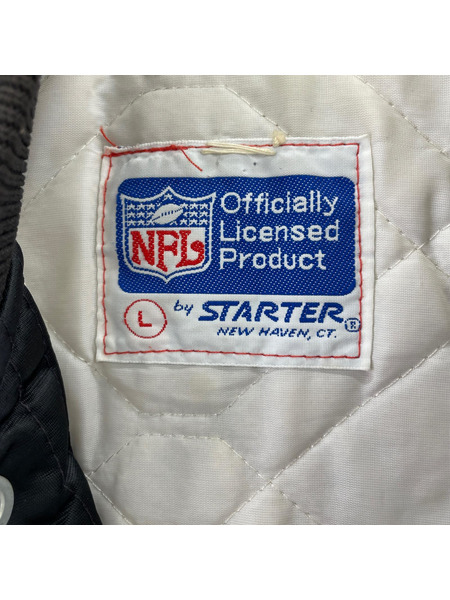 NFL
Officially
Licensed
Product
L
by STARTER®
NEW HAVEN, CT.